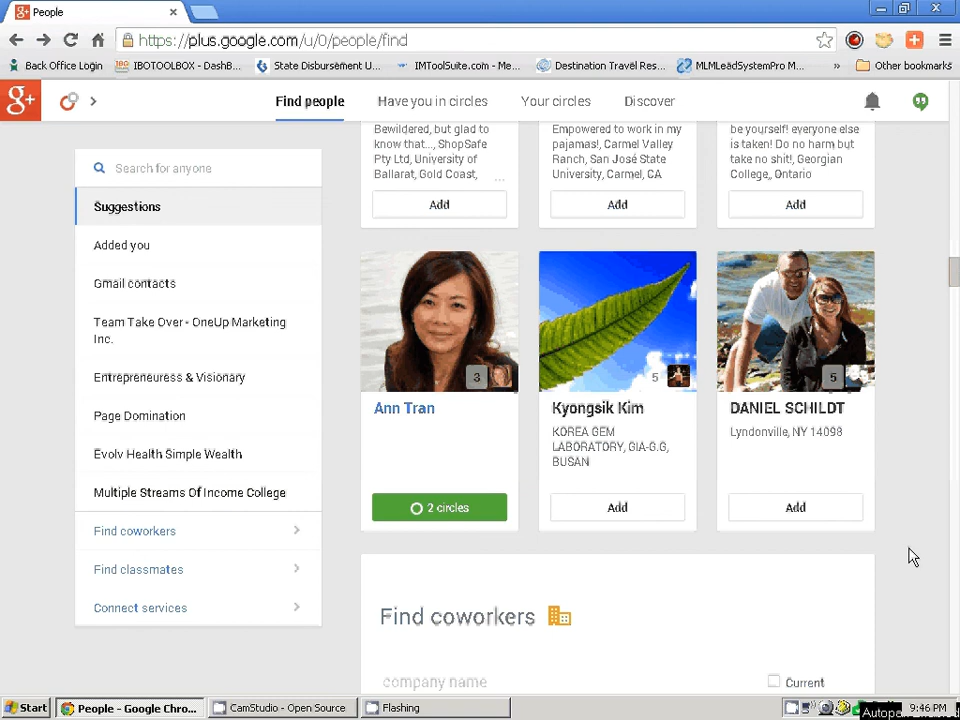 People
https://plus.google.com/u/0/people/find
Back Office Login
IBOTOOLBOX - DashB...
State Disbursement U...
IMToolSuite.com - Me...
Destination Travel Res...
MLMLeadSystemPro M...
»
Other bookmarks
g+
Find people
Have you in circles
Your circles
Discover
Search for anyone
Suggestions
Added you
Gmail contacts
Team Take Over - OneUp Marketing
Inc.
Entrepreneuress & Visionary
Page Domination
Evolv Health Simple Wealth
Multiple Streams Of Income College
Find coworkers
Find classmates
Connect services
Bewildered, but glad to
know that..., ShopSafe
Pty Ltd, University of
Ballarat, Gold Coast,
...
Add
Empowered to work in my
pajamas!, Carmel Valley
Ranch, San José State
University, Carmel, CA
Add
be yourself! everyone else
is taken! Do no harm but
take no shit!, Georgian
College,, Ontario
Add
3
Ann Tran
2 circles
5
Kyongsik Kim
KOREA GEM
LABORATORY, GIA-G.G,
BUSAN
Add
5
DANIEL SCHILDT
Lyndonville, NY 14098
Add
Find coworkers
company name
Current
Start
People - Google Chro...
CamStudio - Open Source
Flashing
9:46 PM